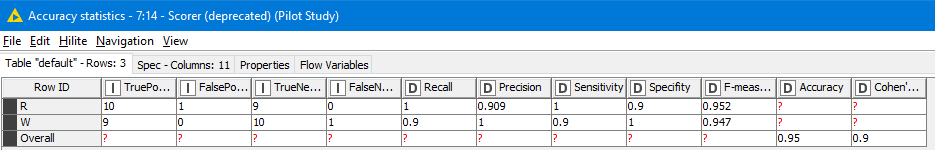 Accuracy statistics - 7:14 - Scorer (deprecated) (Pilot Study)
File Edit Hilite Navigation View
Table "default" - Rows: 3 Spec - Columns: 11 Properties Flow Variables
Row ID I TruePo... I FalsePo... I TrueNe... I FalseN... D Recall D Precision D Sensitivity D Specifity D F-meas... D Accuracy D Cohen'...
R 10 1 9 0 1 0.909 1 0.9 0.952 ? ?
W 9 0 10 1 0.9 1 0.9 1 0.947 ? ?
Overall ? ? ? ? ? ? ? ? ? 0.95 0.9